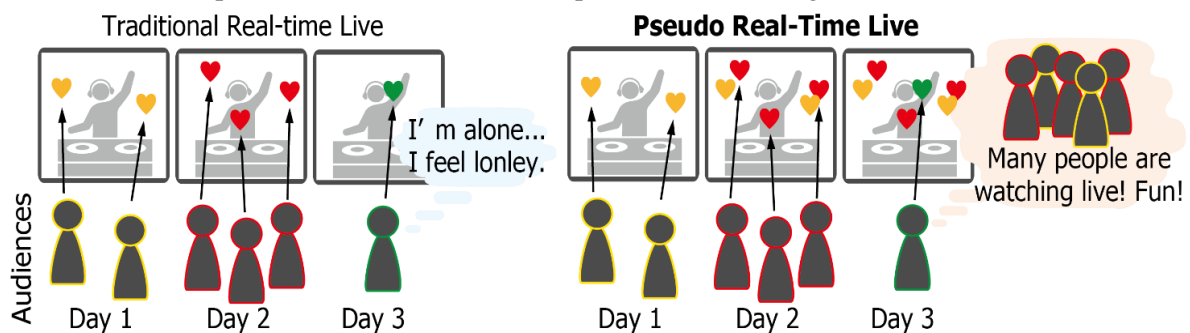 Traditional Real-time Live
Pseudo Real-Time Live
I' m alone...
I feel lonley.
Many people are
watching live! Fun!
Audiences
Day 1
Day 2
Day 3
Day 1
Day 2
Day 3